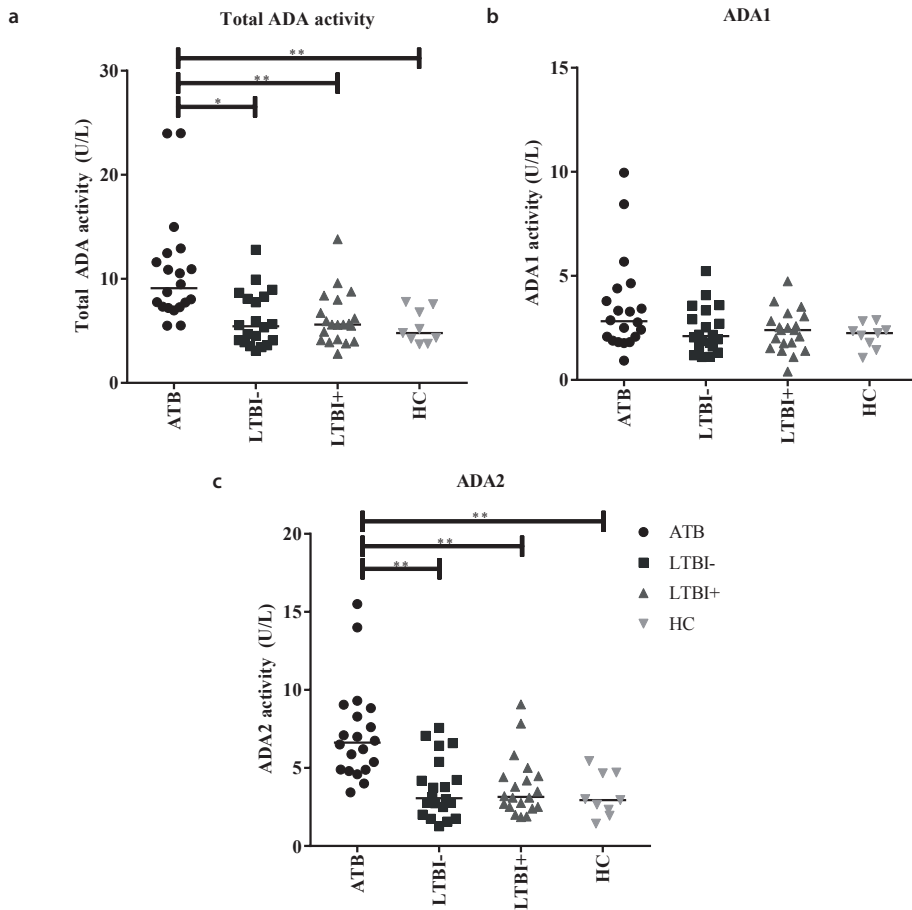 a
Total ADA activity
**
**
*
30
20
10
0
Total ADA activity (U/L)
ATB
LTBI-
LTBI+
HC
b
ADA1
15
10
5
0
ADA1 activity (U/L)
ATB
LTBI-
LTBI+
HC
c
ADA2
**
**
**
20
15
10
5
0
ADA2 activity (U/L)
ATB
LTBI-
LTBI+
HC
ATB
LTBI-
LTBI+
HC